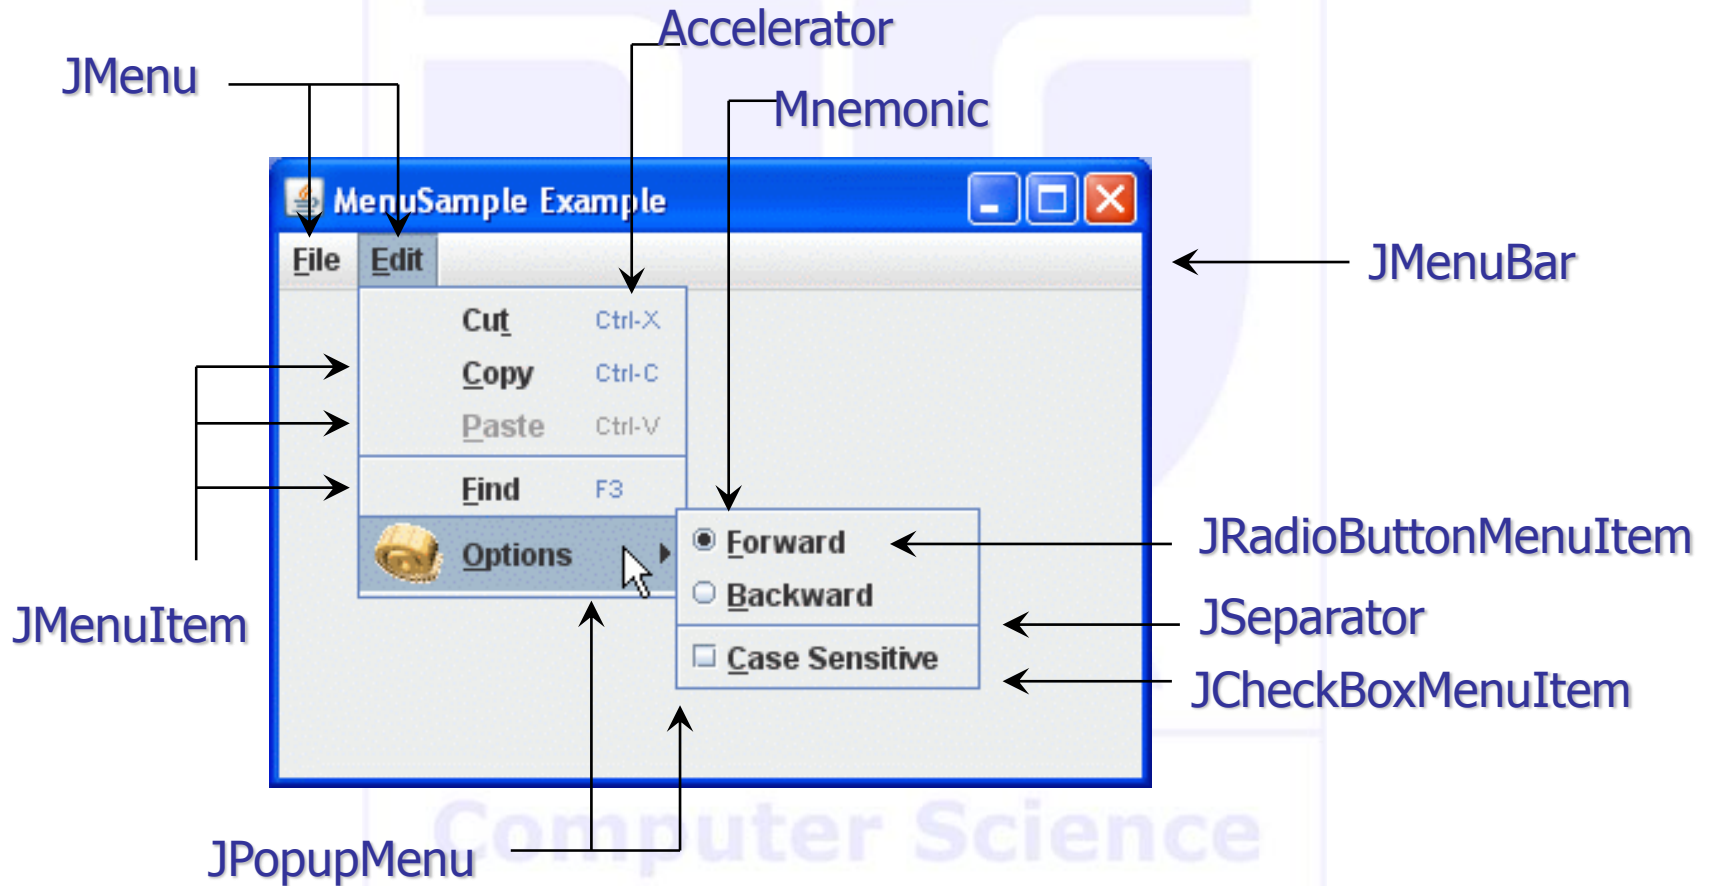 Accelerator
JMenu
Mnemonic
MenuSample Example
File Edit
JMenuBar
Cut Ctrl-X
Copy Ctrl-C
Paste Ctrl-V
Find F3
Options
Forward
JRadioButtonMenuItem
Backward
JMenuItem
JSeparator
Case Sensitive
JCheckBoxMenuItem
Computer Science
JPopupMenu